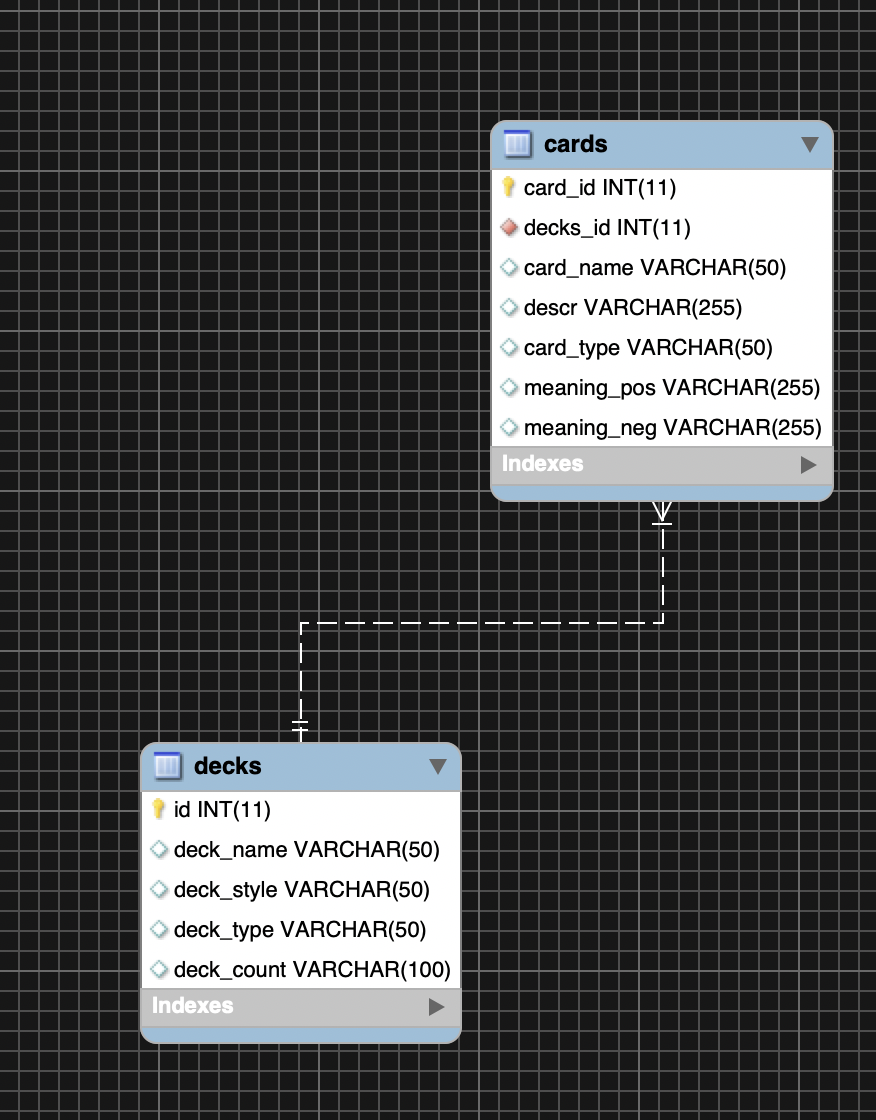 cards
card_id INT(11)
decks_id INT(11)
card_name VARCHAR(50)
descr VARCHAR(255)
card_type VARCHAR(50)
meaning_pos VARCHAR(255)
meaning_neg VARCHAR(255)
Indexes
decks
id INT(11)
deck_name VARCHAR(50)
deck_style VARCHAR(50)
deck_type VARCHAR(50)
deck_count VARCHAR(100)
Indexes